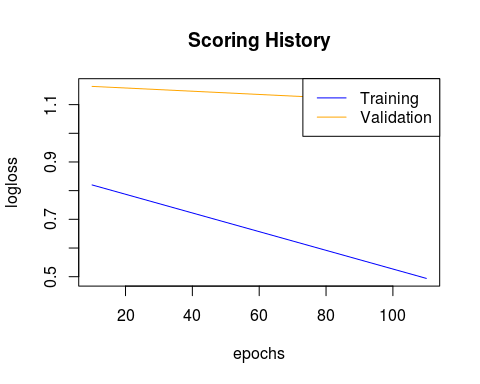 Scoring History
Training
Validation
logloss
1.1
0.9
0.7
0.5
20 40 60 80 100
epochs